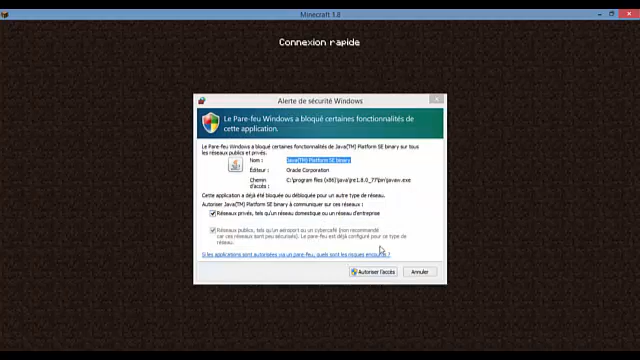 Minecraft 1.8
Connexion rapide
Alerte de sécurité Windows
Le Pare-feu Windows a bloqué certaines fonctionnalités de
cette application.
Le Pare-feu Windows a bloqué certaines fonctionnalités de Java(TM) Platform SE binary sur tous
les réseaux publics et privés.
Nom : Java(TM) Platform SE binary
Éditeur : Oracle Corporation
Chemin d'accès : C:\program files (x86)\java\jre1.8.0_77\bin\javaw.exe
Cette application a déjà été bloquée ou débloquée pour un autre type de réseau.
Autoriser Java(TM) Platform SE binary à communiquer sur ces réseaux :
Réseaux privés, tels qu'un réseau domestique ou un réseau d'entreprise
Réseaux publics, tels qu'un aéroport ou un cybercafé (non recommandé
car ces réseaux sont peu sécurisés). Le pare-feu est déjà configuré pour ce type de
réseau.
Si les applications sont autorisées via un pare-feu, quels sont les risques encourus ?
Autoriser l'accès
Annuler